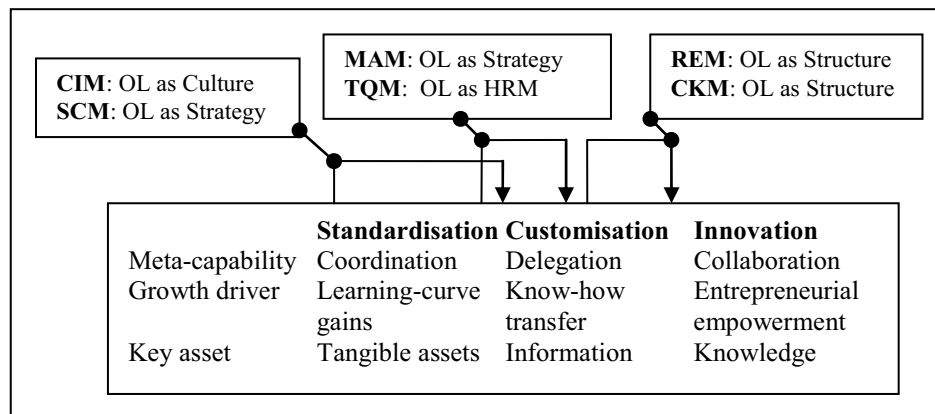 CIM: OL as Culture
SCM: OL as Strategy
MAM: OL as Strategy
TQM: OL as HRM
REM: OL as Structure
CKM: OL as Structure
Standardisation Customisation Innovation
Meta-capability Coordination Delegation Collaboration
Growth driver Learning-curve Know-how Entrepreneurial
gains transfer empowerment
Key asset Tangible assets Information Knowledge